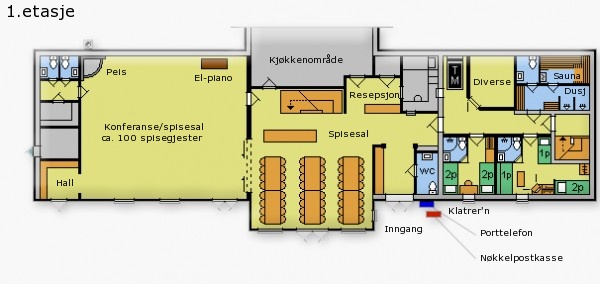 1.etasje
Kjøkkenområde
Peis
El-piano
Resepsjon
TM
Diverse
Sauna
Dusj
Konferanse/spisesal
ca. 100 spisegjester
Spisesal
1p
Hall
WC
2p
2p
1p
2p
Klatrer'n
Inngang
Porttelefon
Nøkkelpostkasse